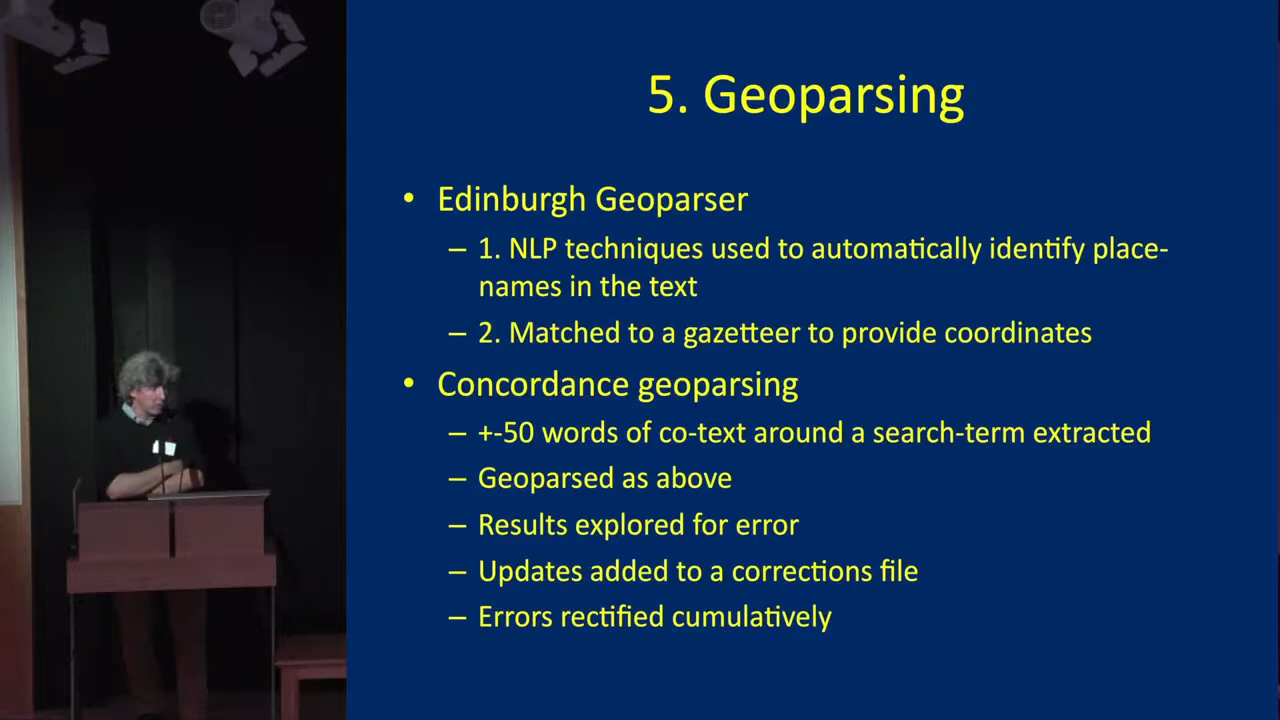 5. Geoparsing
• Edinburgh Geoparser
– 1. NLP techniques used to automatically identify place-
names in the text
– 2. Matched to a gazetteer to provide coordinates
• Concordance geoparsing
– +-50 words of co-text around a search-term extracted
– Geoparsed as above
– Results explored for error
– Updates added to a corrections file
– Errors rectified cumulatively